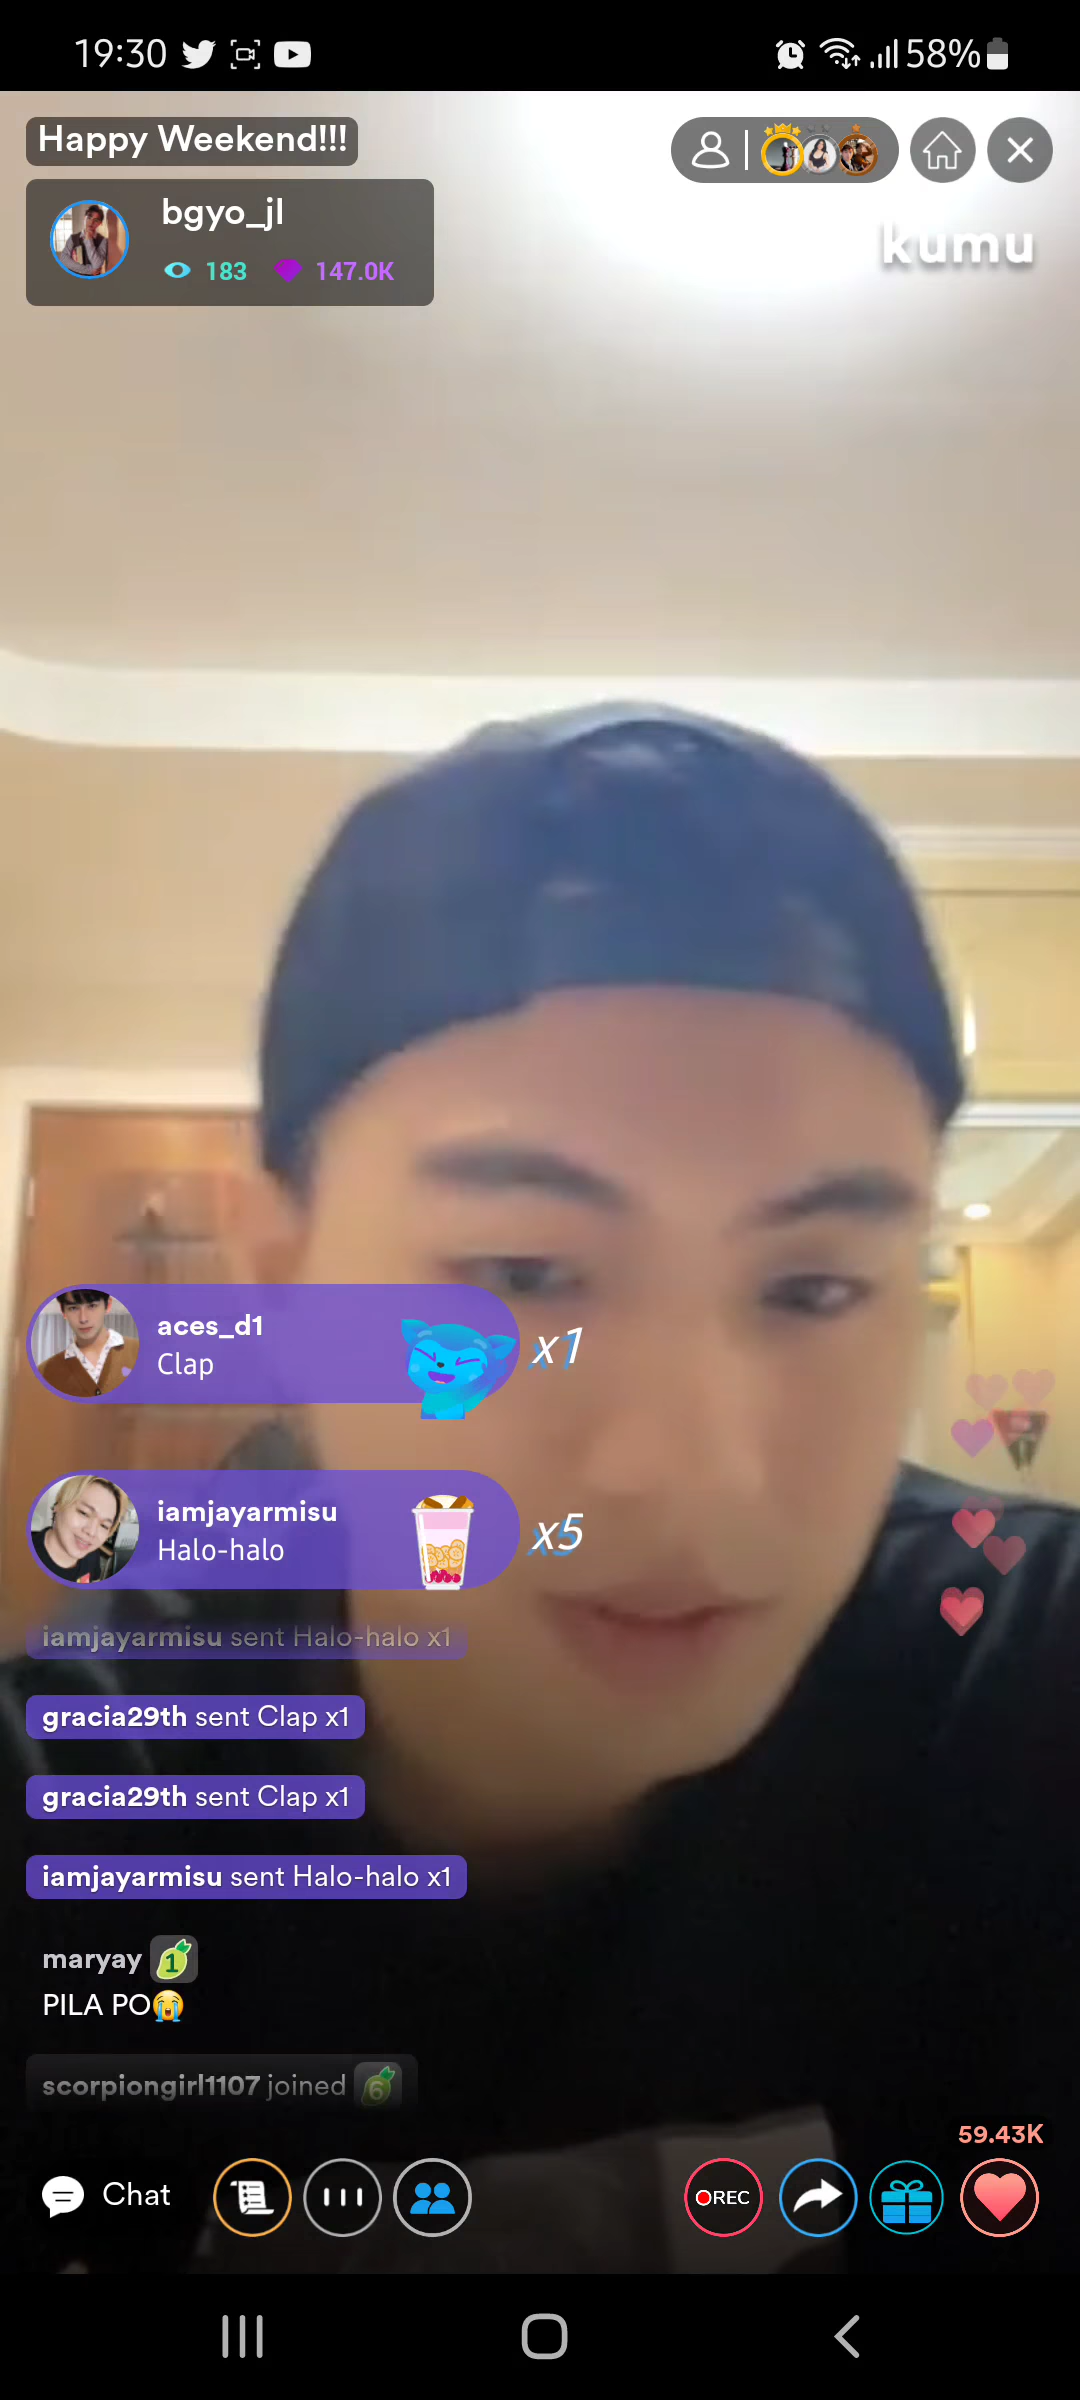 19:30
58%
Happy Weekend!!!
bgyo_jl
183 147.0K
kumu
aces_d1
Clap
x1
iamjayarmisu
Halo-halo
x5
iamjayarmisu sent Halo-halo x1
gracia29th sent Clap x1
gracia29th sent Clap x1
iamjayarmisu sent Halo-halo x1
maryay 1
PILA PO😭
scorpiongirl1107 joined 6
59.43K
Chat
REC